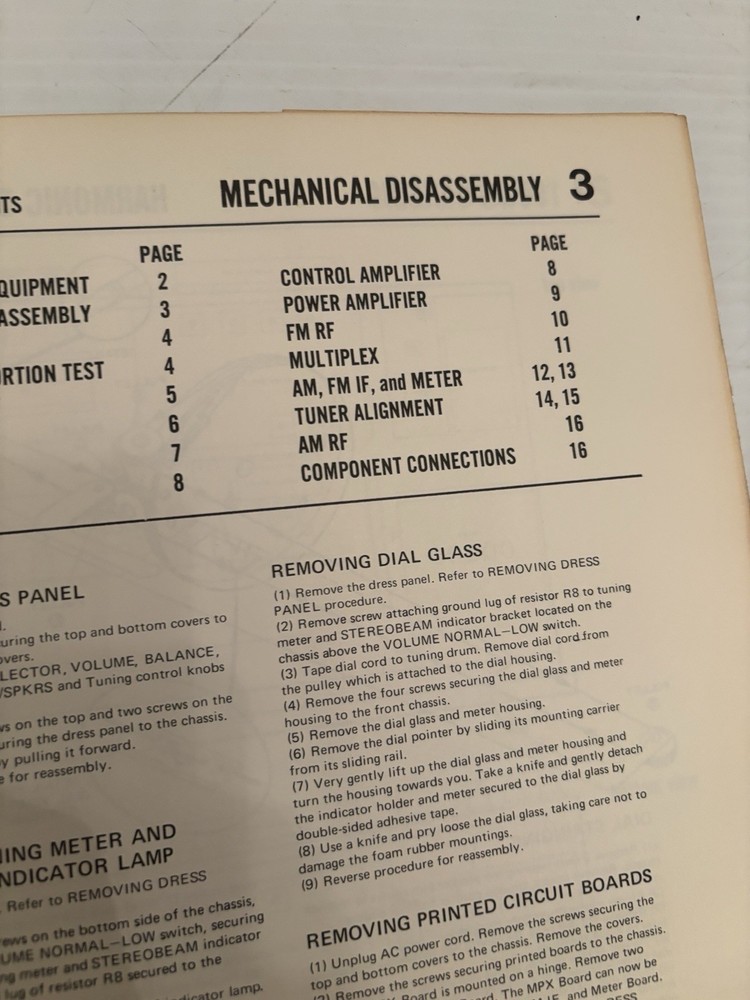 TS
MECHANICAL DISASSEMBLY 3
PAGE
QUIPMENT 2
ASSEMBLY 3
4
RTION TEST 4
5
6
7
8
PAGE
CONTROL AMPLIFIER 8
POWER AMPLIFIER 9
FM RF 10
MULTIPLEX 11
AM, FM IF, and METER 12, 13
TUNER ALIGNMENT 14, 15
AM RF 16
COMPONENT CONNECTIONS 16
S PANEL
l.
uring the top and bottom covers to
overs.
LECTOR, VOLUME, BALANCE,
/SPKRS and Tuning control knobs
ws on the top and two screws on the
uring the dress panel to the chassis.
y pulling it forward.
e for reassembly.
NING METER AND
NDICATOR LAMP
. Refer to REMOVING DRESS
ews on the bottom side of the chassis,
UME NORMAL—LOW switch, securing
ng meter and STEREOBEAM indicator
lug of resistor R8 secured to the
dicator lamp.
REMOVING DIAL GLASS
(1) Remove the dress panel. Refer to REMOVING DRESS
PANEL procedure.
(2) Remove screw attaching ground lug of resistor R8 to tuning
meter and STEREOBEAM indicator bracket located on the
chassis above the VOLUME NORMAL—LOW switch.
(3) Tape dial cord to tuning drum. Remove dial cord from
the pulley which is attached to the dial housing.
(4) Remove the four screws securing the dial glass and meter
housing to the front chassis.
(5) Remove the dial glass and meter housing.
(6) Remove the dial pointer by sliding its mounting carrier
from its sliding rail.
(7) Very gently lift up the dial glass and meter housing and
turn the housing towards you. Take a knife and gently detach
the indicator holder and meter secured to the dial glass by
double-sided adhesive tape.
(8) Use a knife and pry loose the dial glass, taking care not to
damage the foam rubber mountings.
(9) Reverse procedure for reassembly.
REMOVING PRINTED CIRCUIT BOARDS
(1) Unplug AC power cord. Remove the screws securing the
top and bottom covers to the chassis. Remove the covers.
(2) Remove the screws securing printed boards to the chassis.
Board is mounted on a hinge. Remove two
ard. The MPX Board can now be
IF, and Meter Board,
RESS